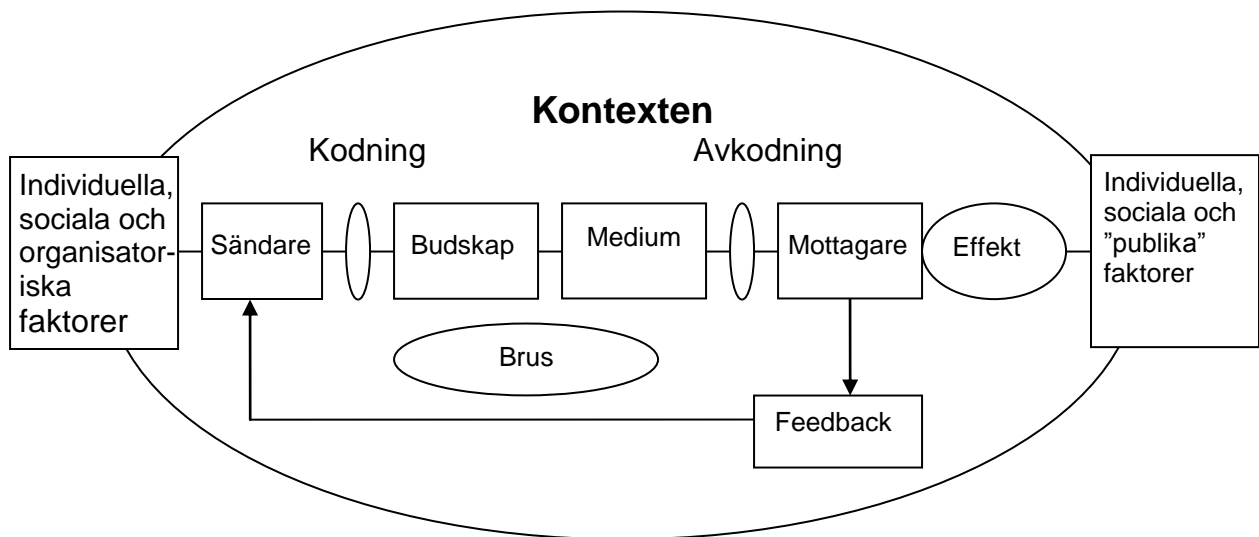 Kontexten
Kodning
Avkodning
Individuella,
sociala och
organisator-
iska
faktorer
Sändare
Budskap
Medium
Mottagare
Effekt
Individuella,
sociala och
”publika”
faktorer
Brus
Feedback